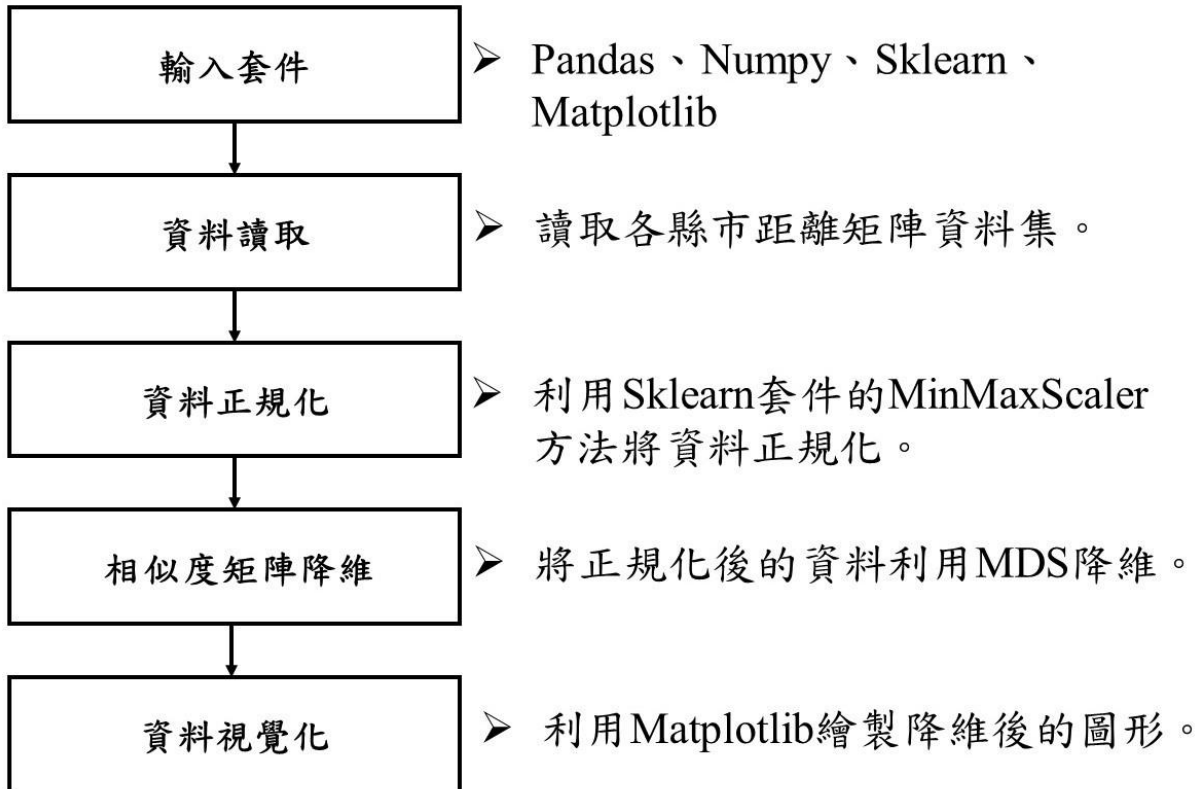 輸入套件
➢ Pandas、Numpy、Sklearn、
Matplotlib
資料讀取
➢ 讀取各縣市距離矩陣資料集。
資料正規化
➢ 利用Sklearn套件的MinMaxScaler
方法將資料正規化。
相似度矩陣降維
➢ 將正規化後的資料利用MDS降維。
資料視覺化
➢ 利用Matplotlib繪製降維後的圖形。